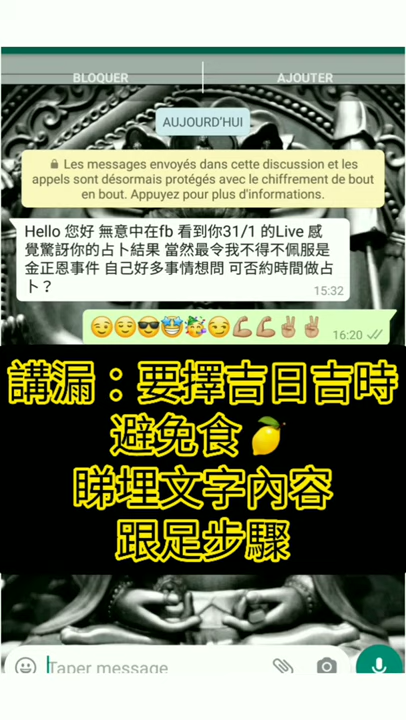 BLOQUER
AJOUTER
AUJOURD'HUI
🔒 Les messages envoyés dans cette discussion et les
appels sont désormais protégés avec le chiffrement de bout
en bout. Appuyez pour plus d'informations.
Hello 您好 無意中在fb 看到你31/1 的Live 感
覺驚訝你的占卜結果 當然最令我不得不佩服是
金正恩事件 自己好多事情想問 可否約時間做占
卜？
15:32
😉😌😎🤩🥳😏💪🏽💪🏽✌🏽✌🏽
16:20
講漏：要擇吉日吉時
避免食🍋
睇埋文字內容
跟足步驟
Taper message